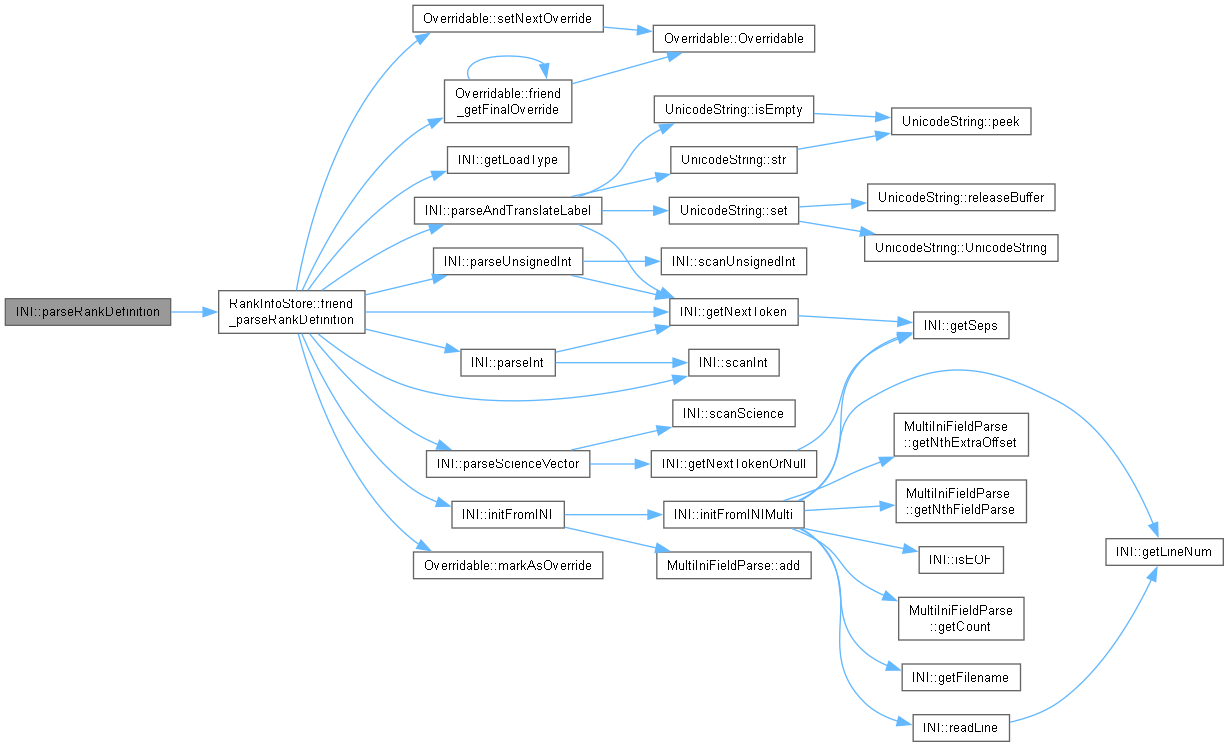 INI::parseRankDefinition
RankInfoStore::friend
_parseRankDefinition
Overridable::setNextOverride
Overridable::friend
_getFinalOverride
INI::getLoadType
INI::parseAndTranslateLabel
INI::parseUnsignedInt
INI::parseInt
INI::parseScienceVector
INI::initFromINI
Overridable::markAsOverride
Overridable::Overridable
UnicodeString::isEmpty
UnicodeString::str
UnicodeString::set
INI::scanUnsignedInt
INI::getNextToken
INI::scanInt
INI::scanScience
INI::getNextTokenOrNull
INI::initFromINIMulti
MultiIniFieldParse::add
UnicodeString::peek
UnicodeString::releaseBuffer
UnicodeString::UnicodeString
INI::getSeps
MultiIniFieldParse
::getNthExtraOffset
MultiIniFieldParse
::getNthFieldParse
INI::isEOF
MultiIniFieldParse
::getCount
INI::getFilename
INI::readLine
INI::getLineNum